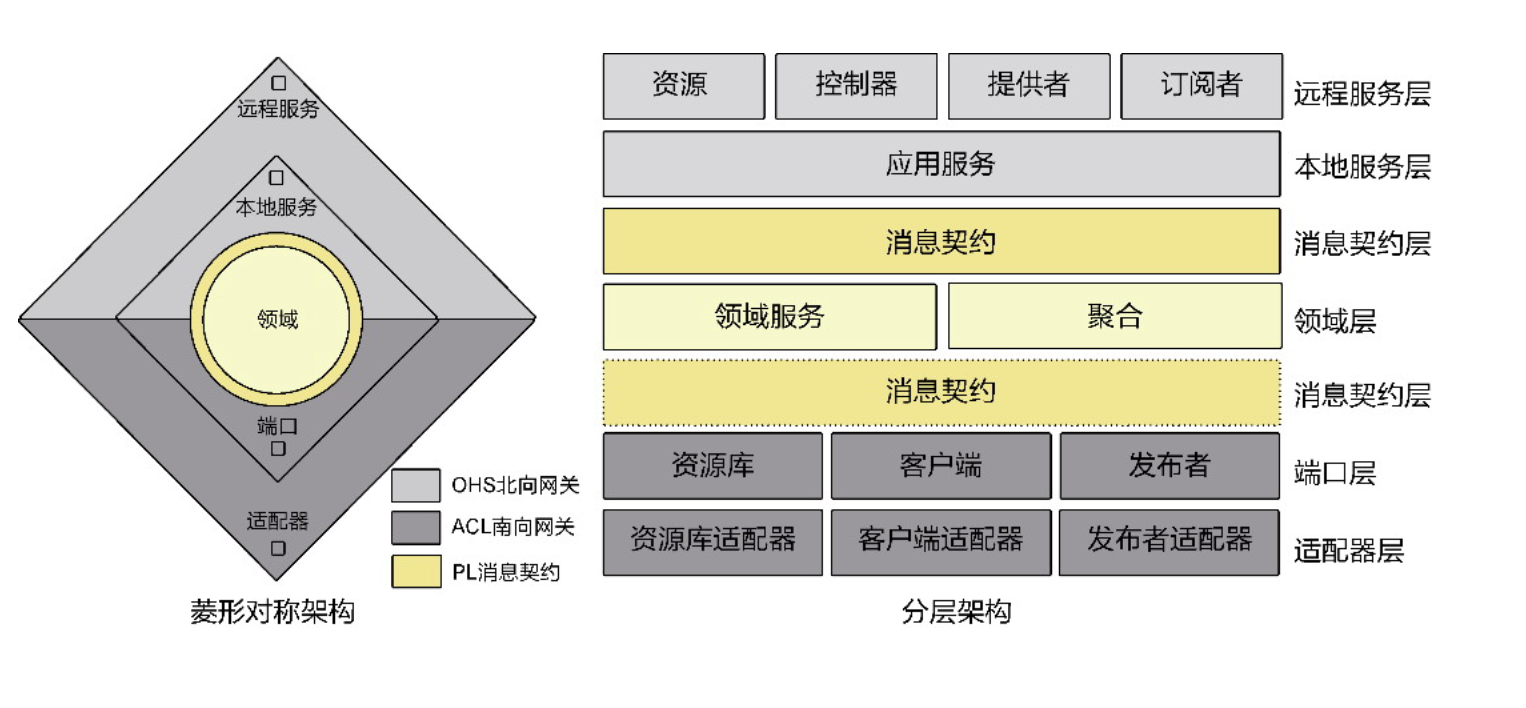 远程服务
本地服务
领域
端口
适配器
OHS北向网关
ACL南向网关
PL消息契约
菱形对称架构
资源 控制器 提供者 订阅者 远程服务层
应用服务 本地服务层
消息契约 消息契约层
领域服务 聚合 领域层
消息契约 消息契约层
资源库 客户端 发布者 端口层
资源库适配器 客户端适配器 发布者适配器 适配器层
分层架构